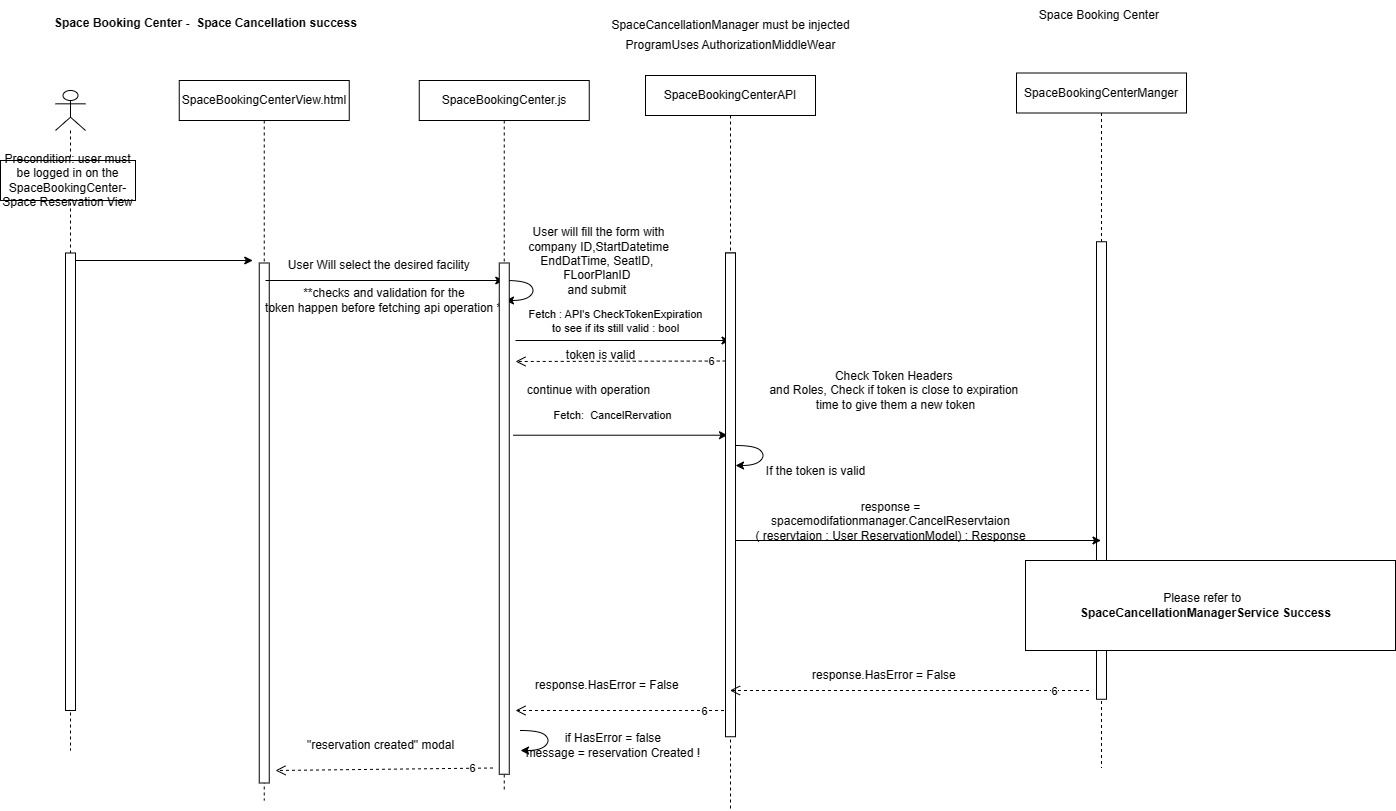 Space Booking Center - Space Cancellation success
SpaceCancellationManager must be injected
ProgramUses AuthorizationMiddleWear
Space Booking Center
SpaceBookingCenterView.html
SpaceBookingCenter.js
SpaceBookingCenterAPI
SpaceBookingCenterManger
Precondition: user must
be logged in on the
SpaceBookingCenter-
Space Reservation View
User will fill the form with
company ID,StartDatetime
EndDatTime, SeatID,
FLoorPlanID
and submit
User Will select the desired facility
**checks and validation for the
token happen before fetching api operation *
Fetch : API's CheckTokenExpiration
to see if its still valid : bool
token is valid
6
continue with operation
Check Token Headers
and Roles, Check if token is close to expiration
time to give them a new token
Fetch: CancelRervation
If the token is valid
response =
spacemodifationmanager.CancelReservtaion
( reservtaion : User ReservationModel) : Response
Please refer to
SpaceCancellationManagerService Success
response.HasError = False
6
response.HasError = False
6
if HasError = false
message = reservation Created !
"reservation created" modal
6